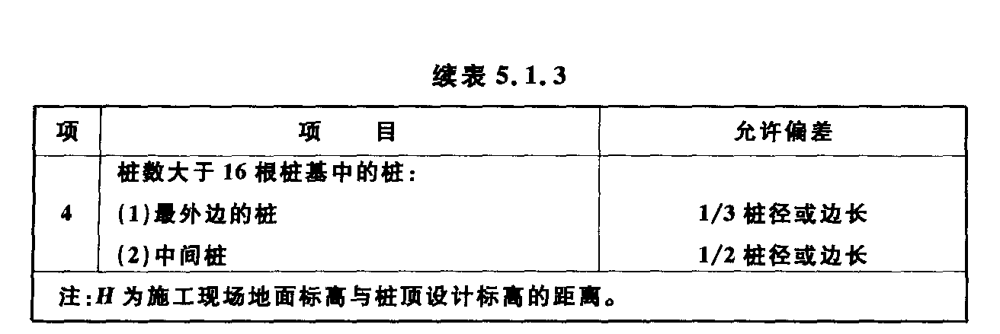 续表 5.1.3
项 项 目 允许偏差
桩数大于 16 根桩基中的桩：
4 (1)最外边的桩 1/3 桩径或边长
(2)中间桩 1/2 桩径或边长
注:H 为施工现场地面标高与桩顶设计标高的距离。